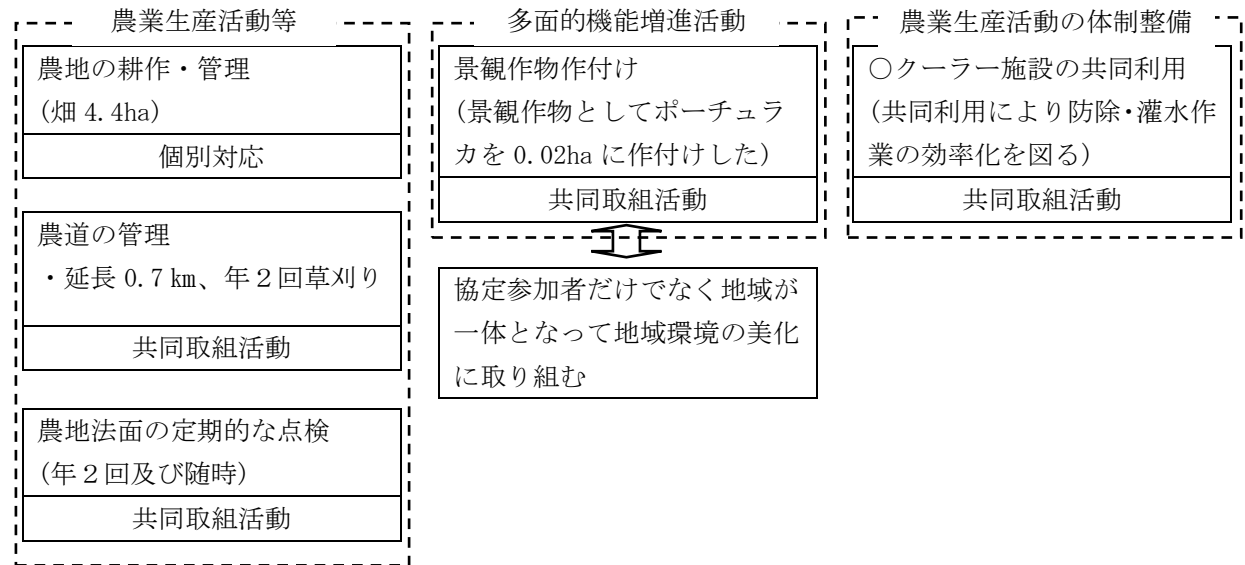 農業生産活動等
農地の耕作・管理
(畑 4.4ha)
個別対応
農道の管理
・延長 0.7 ㎞、年２回草刈り
共同取組活動
農地法面の定期的な点検
(年２回及び随時)
共同取組活動
多面的機能増進活動
景観作物作付け
(景観作物としてポーチュラ
カを 0.02ha に作付けした)
共同取組活動
協定参加者だけでなく地域が
一体となって地域環境の美化
に取り組む
農業生産活動の体制整備
○クーラー施設の共同利用
(共同利用により防除・灌水作
業の効率化を図る)
共同取組活動